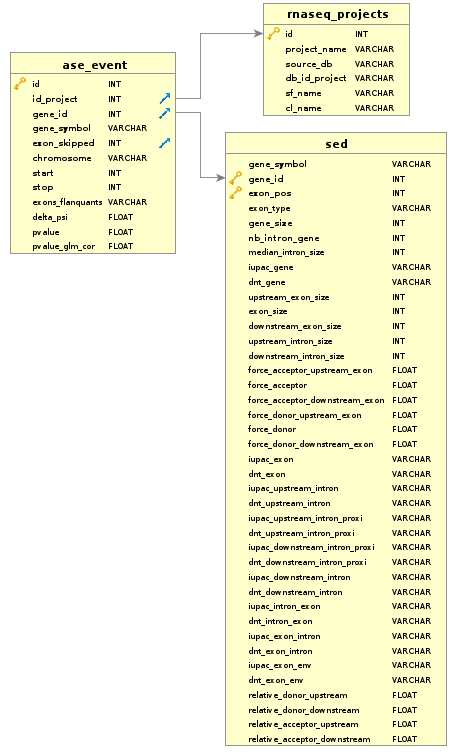 rnaseq_projects
id INT
project_name VARCHAR
source_db VARCHAR
db_id_project VARCHAR
sf_name VARCHAR
cl_name VARCHAR
ase_event
id INT
id_project INT
gene_id INT
gene_symbol VARCHAR
exon_skipped INT
chromosome VARCHAR
start INT
stop INT
exons_flanquants VARCHAR
delta_psi FLOAT
pvalue FLOAT
pvalue_glm_cor FLOAT
sed
gene_symbol VARCHAR
gene_id INT
exon_pos INT
exon_type VARCHAR
gene_size INT
nb_intron_gene INT
median_intron_size INT
iupac_gene VARCHAR
dnt_gene VARCHAR
upstream_exon_size INT
exon_size INT
downstream_exon_size INT
upstream_intron_size INT
downstream_intron_size INT
force_acceptor_upstream_exon FLOAT
force_acceptor FLOAT
force_acceptor_downstream_exon FLOAT
force_donor_upstream_exon FLOAT
force_donor FLOAT
force_donor_downstream_exon FLOAT
iupac_exon VARCHAR
dnt_exon VARCHAR
iupac_upstream_intron VARCHAR
dnt_upstream_intron VARCHAR
iupac_upstream_intron_proxi VARCHAR
dnt_upstream_intron_proxi VARCHAR
iupac_downstream_intron_proxi VARCHAR
dnt_downstream_intron_proxi VARCHAR
iupac_downstream_intron VARCHAR
dnt_downstream_intron VARCHAR
iupac_intron_exon VARCHAR
dnt_intron_exon VARCHAR
iupac_exon_intron VARCHAR
dnt_exon_intron VARCHAR
iupac_exon_env VARCHAR
dnt_exon_env VARCHAR
relative_donor_upstream FLOAT
relative_donor_downstream FLOAT
relative_acceptor_upstream FLOAT
relative_acceptor_downstream FLOAT